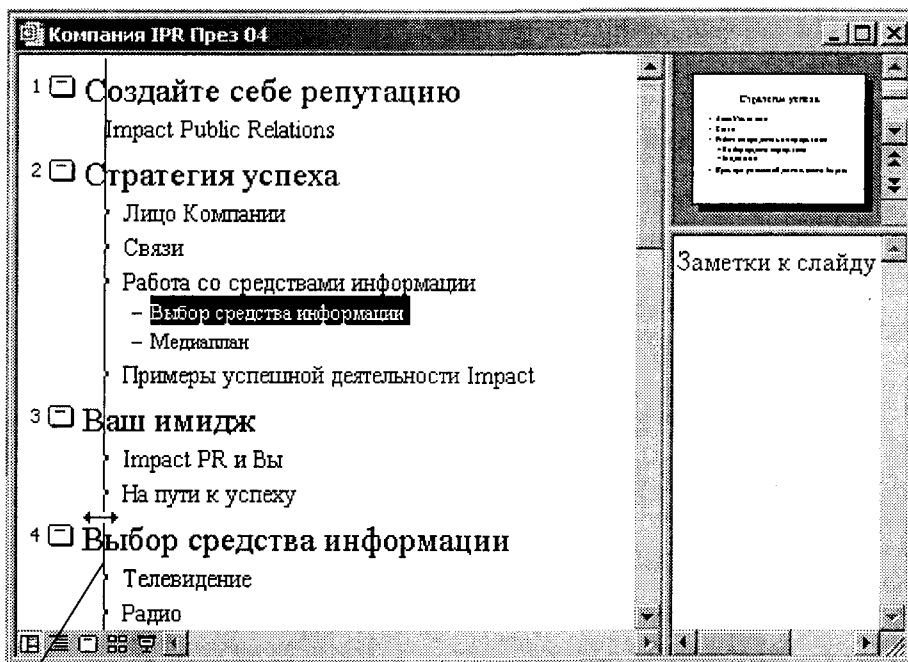 Компания IPR През 04
1 Создайте себе репутацию
Impact Public Relations
2 Стратегия успеха
Лицо Компании
Связи
Работа со средствами информации
– Выбор средства информации
– Медиаплан
Примеры успешной деятельности Impact
3 Ваш имидж
Impact PR и Вы
На пути к успеху
4 Выбор средства информации
Телевидение
Радио
Стратегия успеха
Заметки к слайду